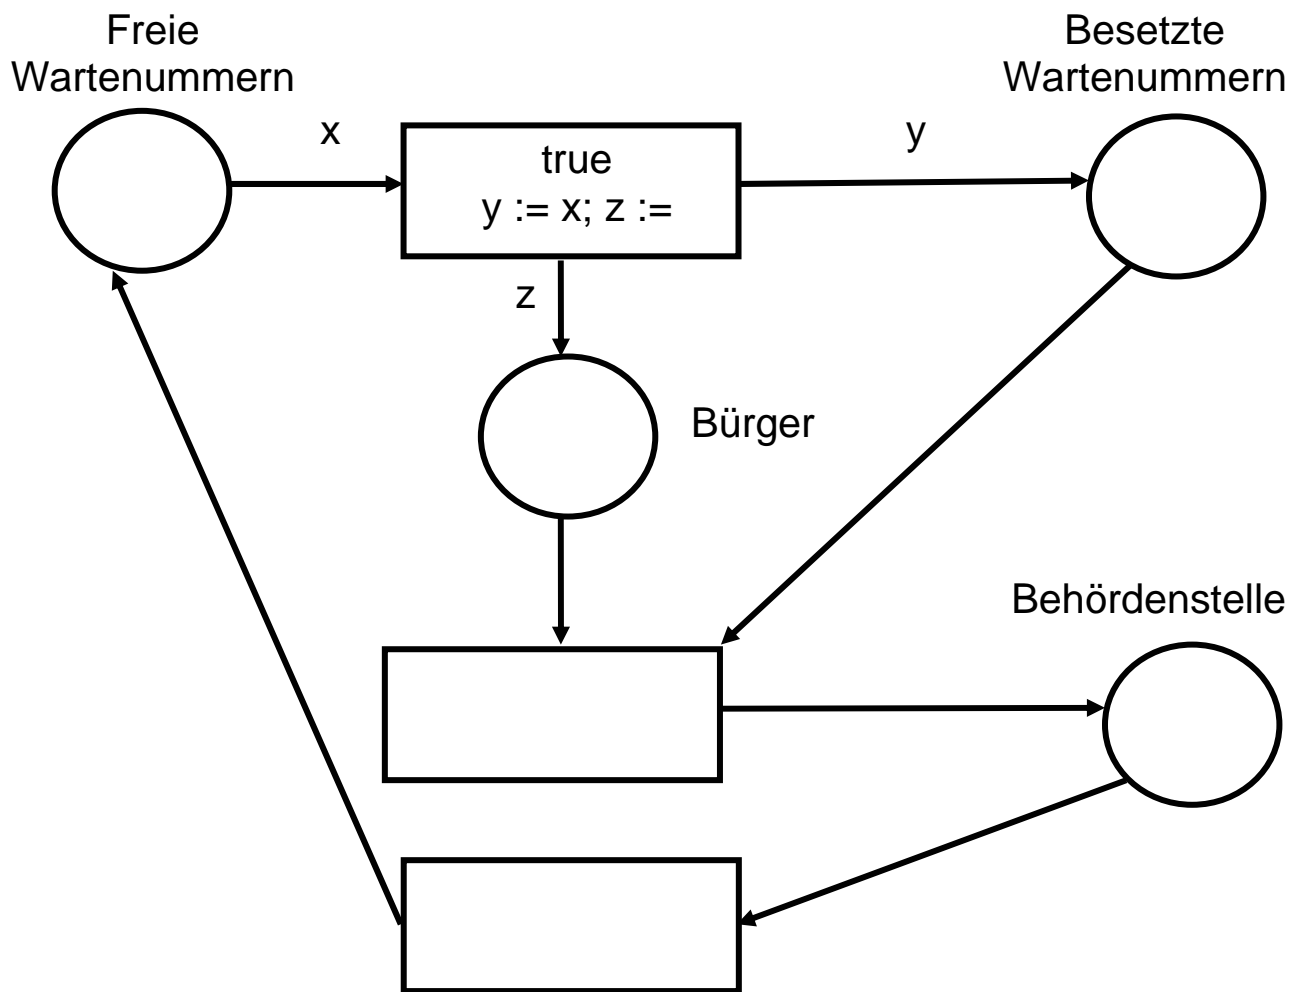 Freie
Wartenummern
Besetzte
Wartenummern
x
true
y := x; z :=
y
z
Bürger
Behördenstelle